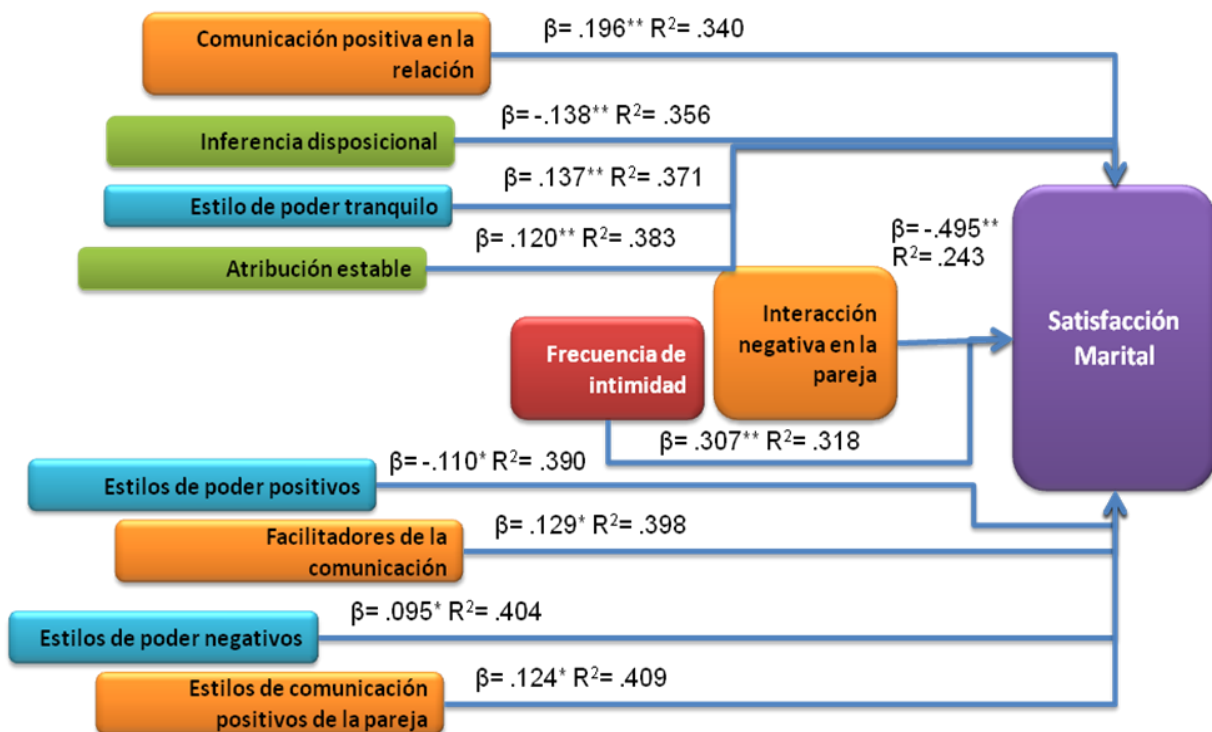 β= .196** R²= .340
Comunicación positiva en la
relación
β= -.138** R²= .356
Inferencia disposicional
β= .137** R²= .371
Estilo de poder tranquilo
β= .120** R²= .383
Atribución estable
β= -.495**
R²= .243
Interacción
negativa en la
pareja
Satisfacción
Marital
Frecuencia de
intimidad
β= .307** R²= .318
β= -.110* R²= .390
Estilos de poder positivos
β= .129* R²= .398
Facilitadores de la
comunicación
β= .095* R²= .404
Estilos de poder negativos
β= .124* R²= .409
Estilos de comunicación
positivos de la pareja